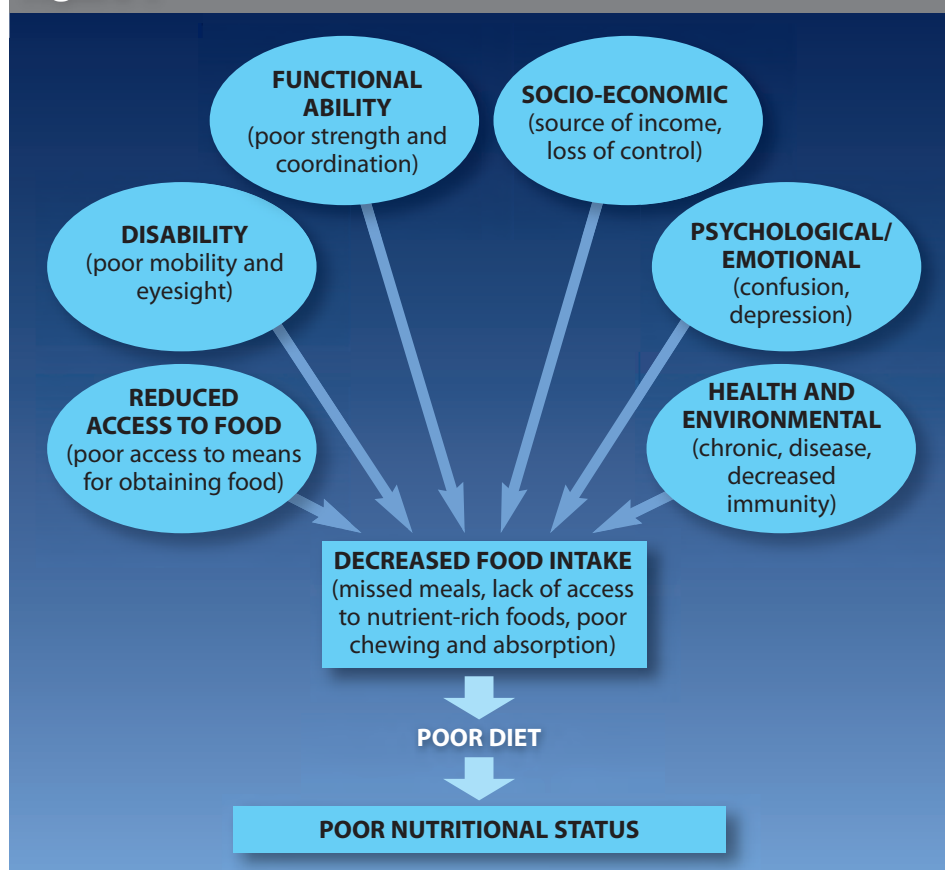 FUNCTIONAL
ABILITY
(poor strength and
coordination)
SOCIO-ECONOMIC
(source of income,
loss of control)
DISABILITY
(poor mobility and
eyesight)
PSYCHOLOGICAL/
EMOTIONAL
(confusion,
depression)
REDUCED
ACCESS TO FOOD
(poor access to means
for obtaining food)
HEALTH AND
ENVIRONMENTAL
(chronic, disease,
decreased
immunity)
DECREASED FOOD INTAKE
(missed meals, lack of access
to nutrient-rich foods, poor
chewing and absorption)
POOR DIET
POOR NUTRITIONAL STATUS